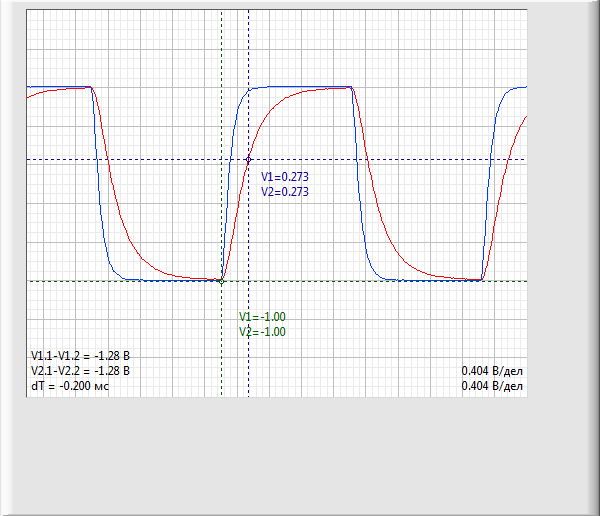 V1=0.273
V2=0.273
V1=-1.00
V2=-1.00
V1.1-V1.2 = -1.28 В
V2.1-V2.2 = -1.28 В
0.404 В/дел
dT = -0.200 мс
0.404 В/дел